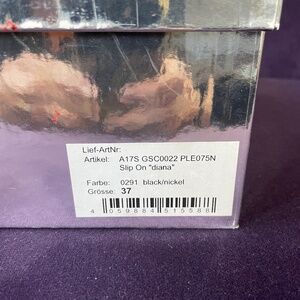 Lief-ArtNr:
Artikel: A17S GSC0022 PLE075N
Slip On "diana"
Farbe: 0291 black/nickel
Grösse: 37
4 059884 515588